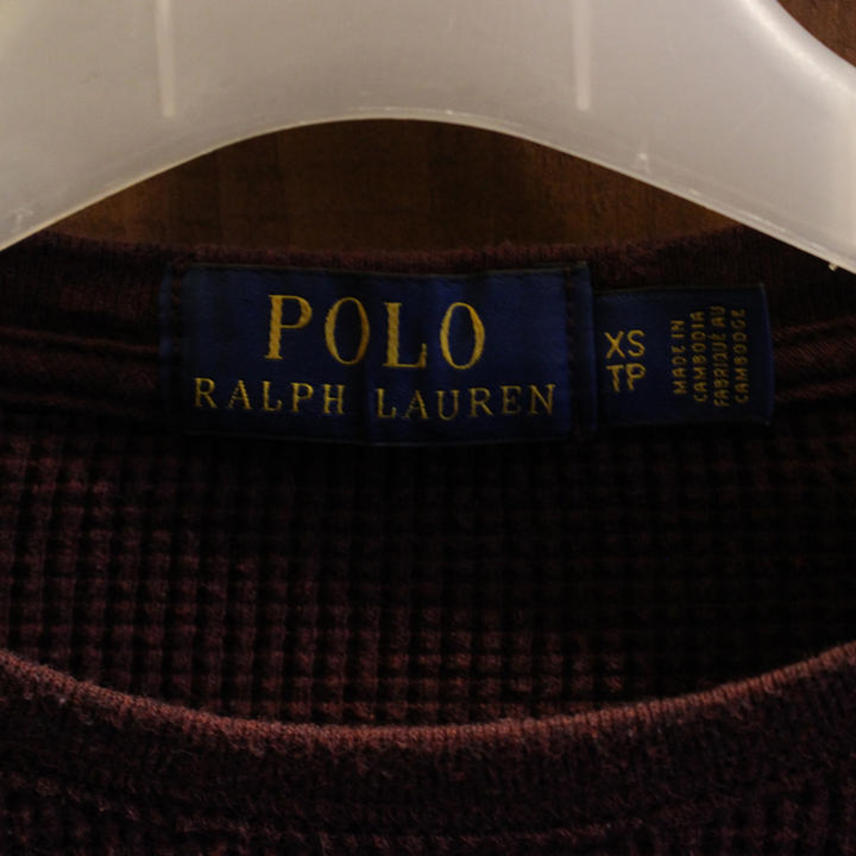 POLO
RALPH LAUREN
XS
TP
MADE IN
CAMBODIA
FABRIQUÉ AU
CAMBODGE